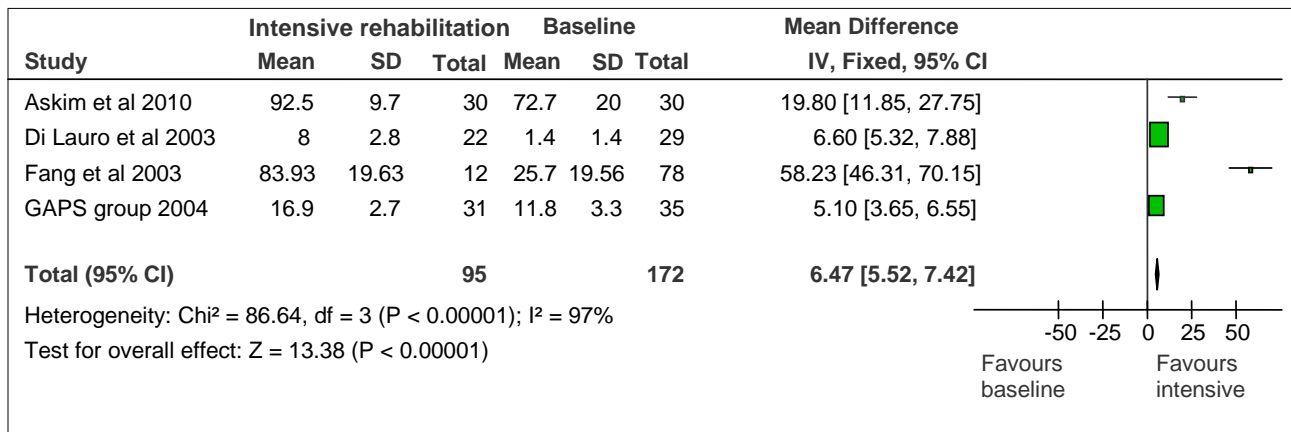 Intensive rehabilitation Baseline Mean Difference
Study Mean SD Total Mean SD Total IV, Fixed, 95% CI
Askim et al 2010 92.5 9.7 30 72.7 20 30 19.80 [11.85, 27.75]
Di Lauro et al 2003 8 2.8 22 1.4 1.4 29 6.60 [5.32, 7.88]
Fang et al 2003 83.93 19.63 12 25.7 19.56 78 58.23 [46.31, 70.15]
GAPS group 2004 16.9 2.7 31 11.8 3.3 35 5.10 [3.65, 6.55]
Total (95% CI) 95 172 6.47 [5.52, 7.42]
Heterogeneity: Chi² = 86.64, df = 3 (P < 0.00001); I² = 97%
Test for overall effect: Z = 13.38 (P < 0.00001)
-50 -25 0 25 50
Favours Favours
baseline intensive